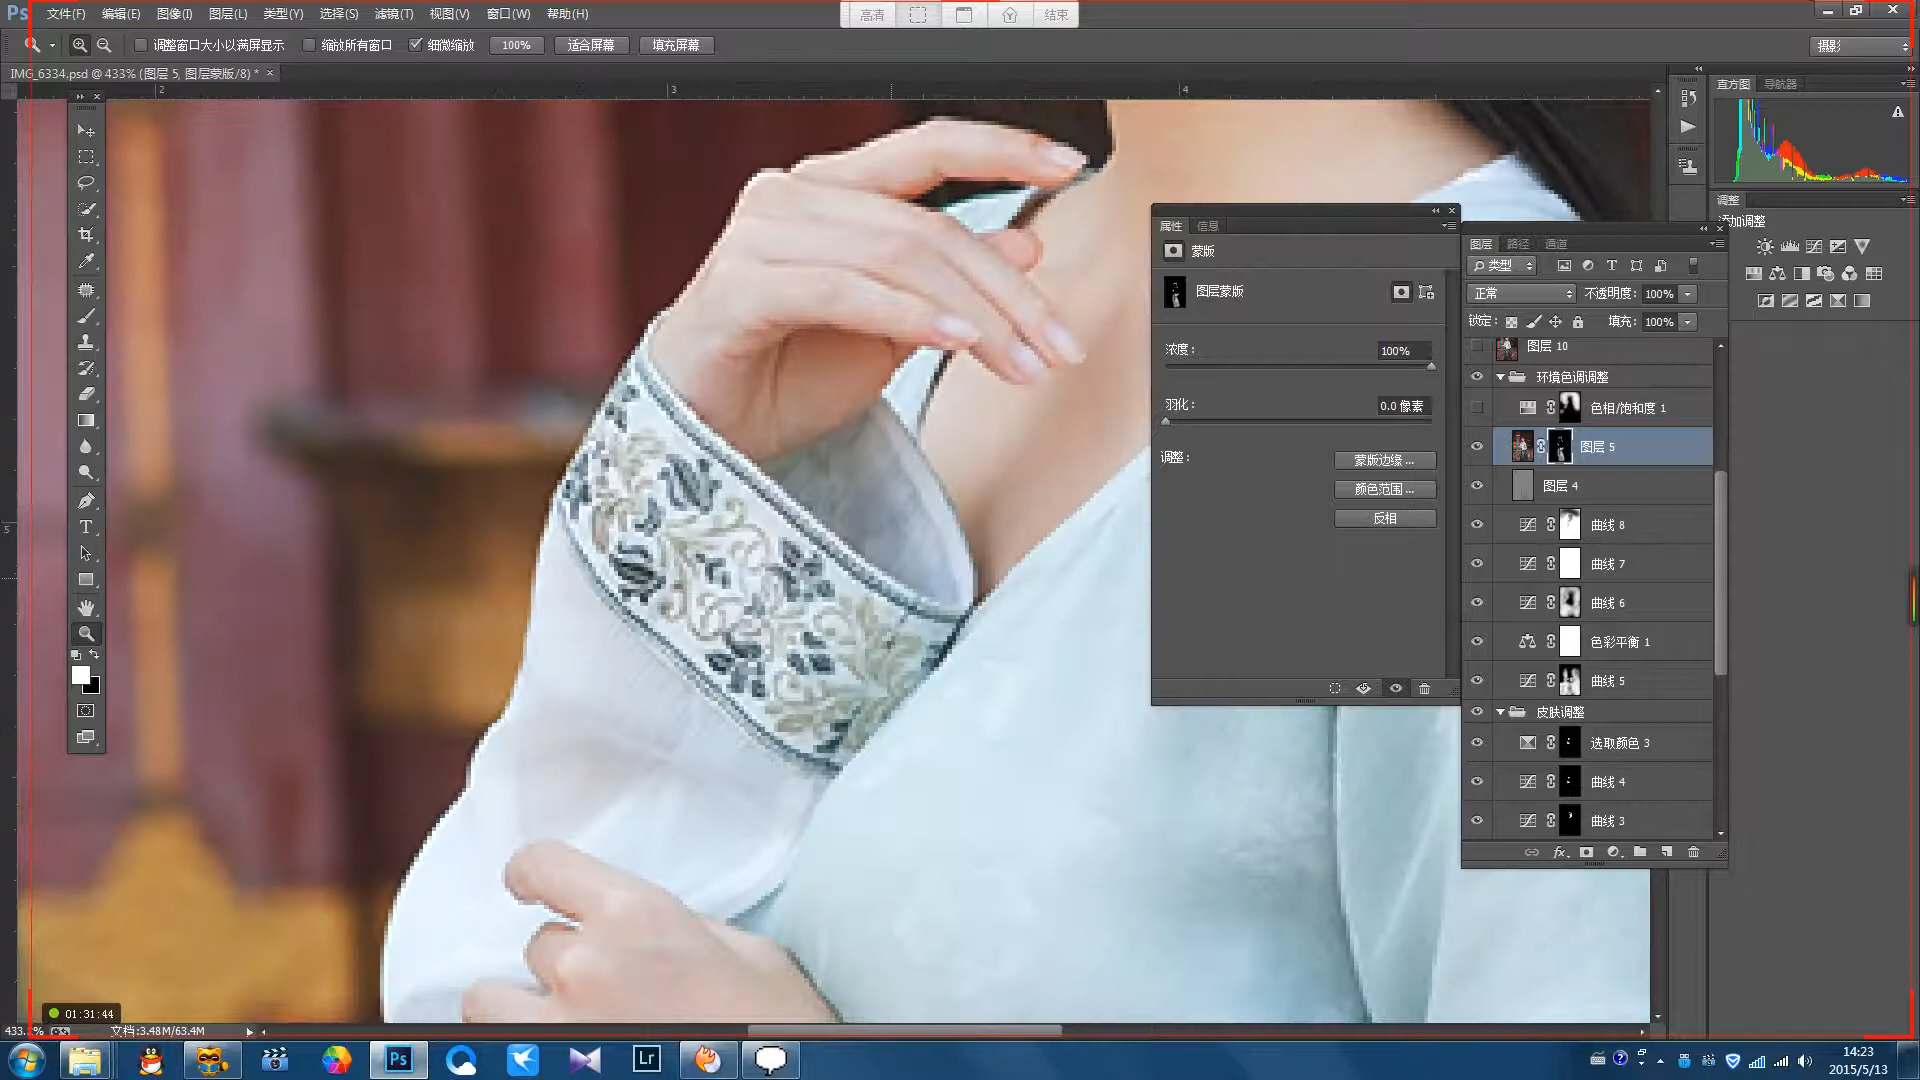 Ps 文件(F) 编辑(E) 图像(I) 图层(L) 类型(Y) 选择(S) 滤镜(T) 视图(V) 窗口(W) 帮助(H)
高清 结束
调整窗口大小以满屏显示 缩放所有窗口 细微缩放 100% 适合屏幕 填充屏幕 摄影
IMG_6334.psd @ 433% (图层 5, 图层蒙版/8) * ×
2 3 4
5
直方图 导航器
调整
添加调整
属性 信息
蒙版
图层蒙版
浓度: 100%
羽化: 0.0 像素
调整:
蒙版边缘 ...
颜色范围 ...
反相
图层 路径 通道
类型
正常 不透明度: 100%
锁定: 填充: 100%
图层 10
环境色调调整
色相/饱和度 1
图层 5
图层 4
曲线 8
曲线 7
曲线 6
色彩平衡 1
曲线 5
皮肤调整
选取颜色 3
曲线 4
曲线 3
fx
01:31:44
文档:3.48M/63.4M
Ps Lr
14:23
2015/5/13